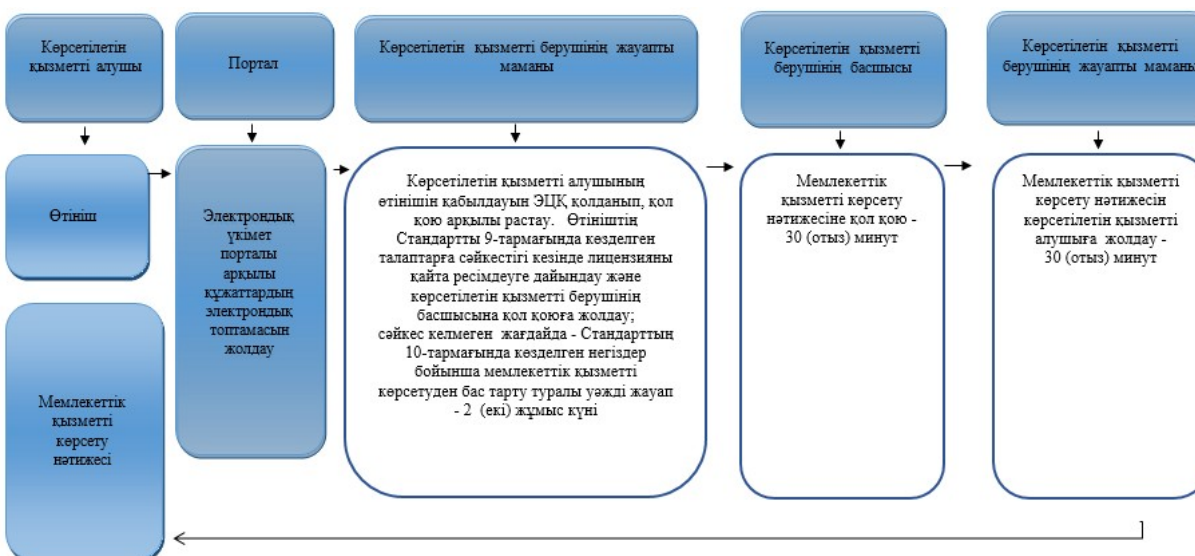 Көрсетілетін
қызметті алушы
Портал
Көрсетілетін қызметті берушінің жауапты
маманы
Көрсетілетін қызметті
берушінің басшысы
Көрсетілетін қызметті
берушінің жауапты маманы
Өтініш
Электрондық
үкімет
порталы
арқылы
құжаттардың
электрондық
топтамасын
жолдау
Көрсетілетін қызметті алушының
өтінішін қабылдауын ЭЦҚ қолданып, қол
қою арқылы растау. Өтініштің
Стандартты 9-тармағында көзделген
талаптарға сәйкестігі кезінде лицензияны
қайта ресімдеуге дайындау және
көрсетілетін қызметті берушінің
басшысына қол қоюға жолдау;
сәйкес келмеген жағдайда - Стандарттың
10-тармағында көзделген негіздер
бойынша мемлекеттік қызметті
көрсетуден бас тарту туралы уәжді жауап
- 2 (екі) жұмыс күні
Мемлекеттік
қызметті көрсету
нәтижесіне қол қою -
30 (отыз) минут
Мемлекеттік қызметті
көрсету нәтижесін
көрсетілетін қызметті
алушыға жолдау -
30 (отыз) минут
Мемлекеттік
қызметті
көрсету
нәтижесі